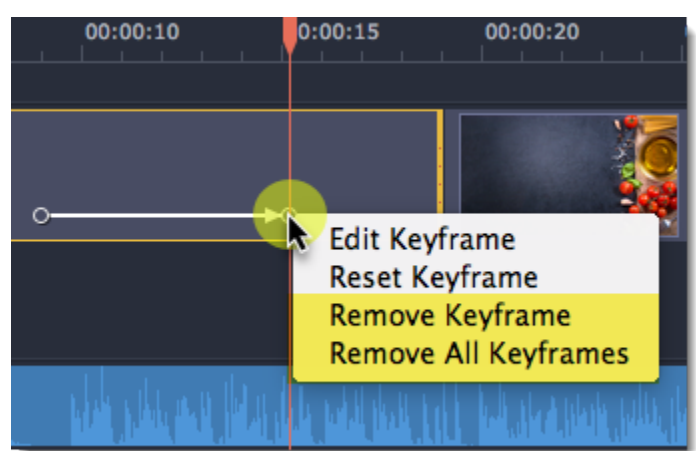 00:00:10 0:00:15 00:00:20
Edit Keyframe
Reset Keyframe
Remove Keyframe
Remove All Keyframes